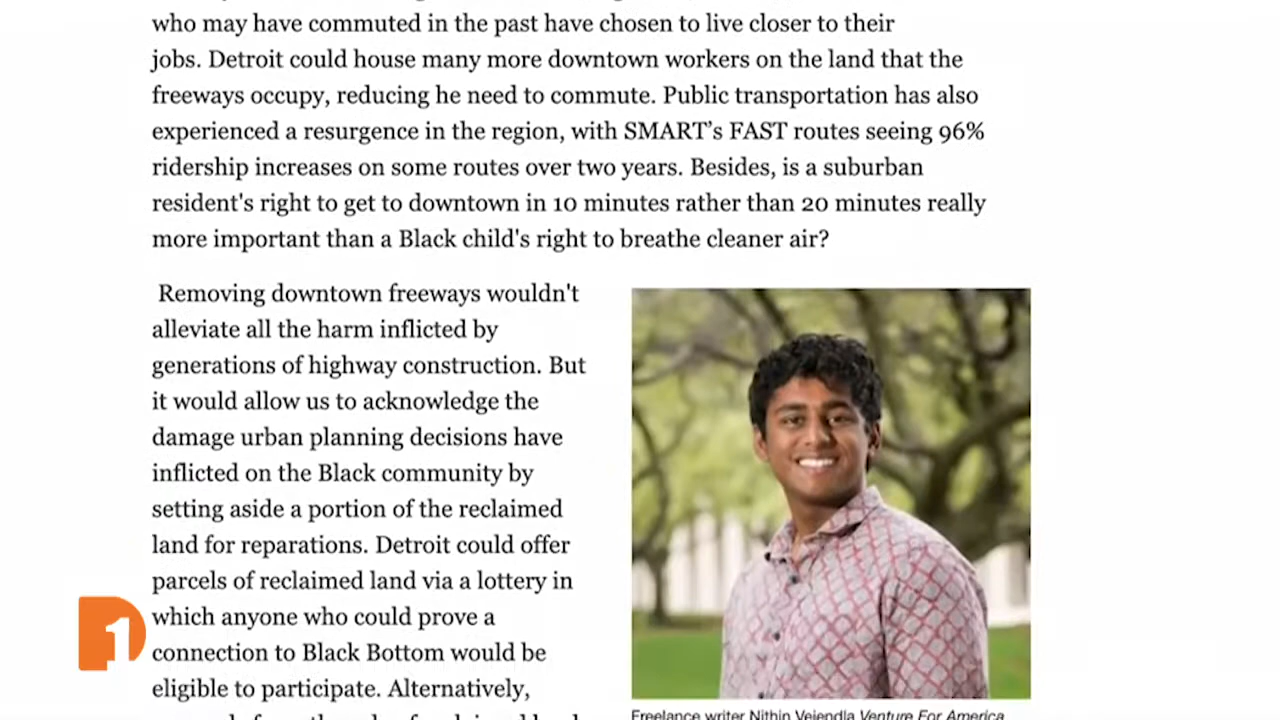 who may have commuted in the past have chosen to live closer to their
jobs. Detroit could house many more downtown workers on the land that the
freeways occupy, reducing he need to commute. Public transportation has also
experienced a resurgence in the region, with SMART’s FAST routes seeing 96%
ridership increases on some routes over two years. Besides, is a suburban
resident's right to get to downtown in 10 minutes rather than 20 minutes really
more important than a Black child's right to breathe cleaner air?
Removing downtown freeways wouldn't
alleviate all the harm inflicted by
generations of highway construction. But
it would allow us to acknowledge the
damage urban planning decisions have
inflicted on the Black community by
setting aside a portion of the reclaimed
land for reparations. Detroit could offer
parcels of reclaimed land via a lottery in
which anyone who could prove a
connection to Black Bottom would be
eligible to participate. Alternatively,
Freelance writer Nithin Vejendla Venture For America
1